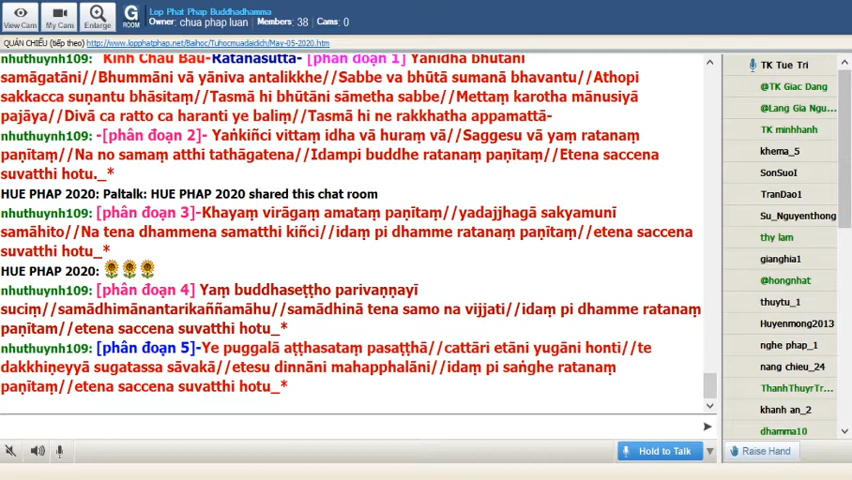 View Cam
My Cam
Enlarge
G
ROOM
Lop Phat Phap Buddhadhamma
Owner: chua phap luan Members: 38 Cams: 0
QUÁN CHIẾU (tiếp theo) http://www.lopphatphap.net/Baihoc/Tuhocmuadaidich/May-05-2020.htm
nhuthuynh109: Kinh Châu Báu-Ratanasutta- [phân đoạn 1] Yānīdha bhūtāni
samāgatāni//Bhummāni vā yāniva antalikkhe//Sabbe va bhūtā sumanā bhavantu//Athopi
sakkacca suṇantu bhāsitaṃ//Tasmā hi bhūtāni sāmetha sabbe//Mettaṃ karotha mānusiyā
pajāya//Divā ca ratto ca haranti ye baliṃ//Tasmā hi ne rakkhatha appamattā-
-[phân đoạn 2]- Yaṅkiñci vittaṃ idha vā huraṃ vā//Saggesu vā yaṃ ratanaṃ
paṇītaṃ//Na no samaṃ atthi tathāgatena//Idampi buddhe ratanaṃ paṇītaṃ//Etena saccena
suvatthi hotu._*
HUE PHAP 2020: Paltalk: HUE PHAP 2020 shared this chat room
nhuthuynh109: [phân đoạn 3]-Khayaṃ virāgaṃ amataṃ paṇītaṃ//yadajjhagā sakyamunī
samāhito//Na tena dhammena samatthi kiñci//idaṃ pi dhamme ratanaṃ paṇītaṃ//etena saccena
suvatthi hotu_*
HUE PHAP 2020:
nhuthuynh109: [phân đoạn 4] Yaṃ buddhaseṭṭho parivaṇṇayī
suciṃ//samādhimānantarikaññamāhu//samādhinā tena samo na vijjati//idaṃ pi dhamme ratanaṃ
paṇītaṃ//etena saccena suvatthi hotu_*
nhuthuynh109: [phân đoạn 5]-Ye puggalā aṭṭhasataṃ pasaṭṭhā//cattāri etāni yugāni honti//te
dakkhiṇeyyā sugatassa sāvakā//etesu dinnāni mahapphalāni//idaṃ pi saṅghe ratanaṃ
paṇītaṃ//etena saccena suvatthi hotu_*
Hold to Talk
TK Tue Tri
@TK Giac Dang
@Lang Gia Ngu...
TK minhhanh
khema_5
SonSuoI
TranDao1
Su_Nguyenthong
thy lam
gianghia1
@hongnhat
thuytu_1
Huyenmong2013
nghe phap_1
nang chieu_24
ThanhThuyrTr...
khanh an_2
dhamma10
Raise Hand